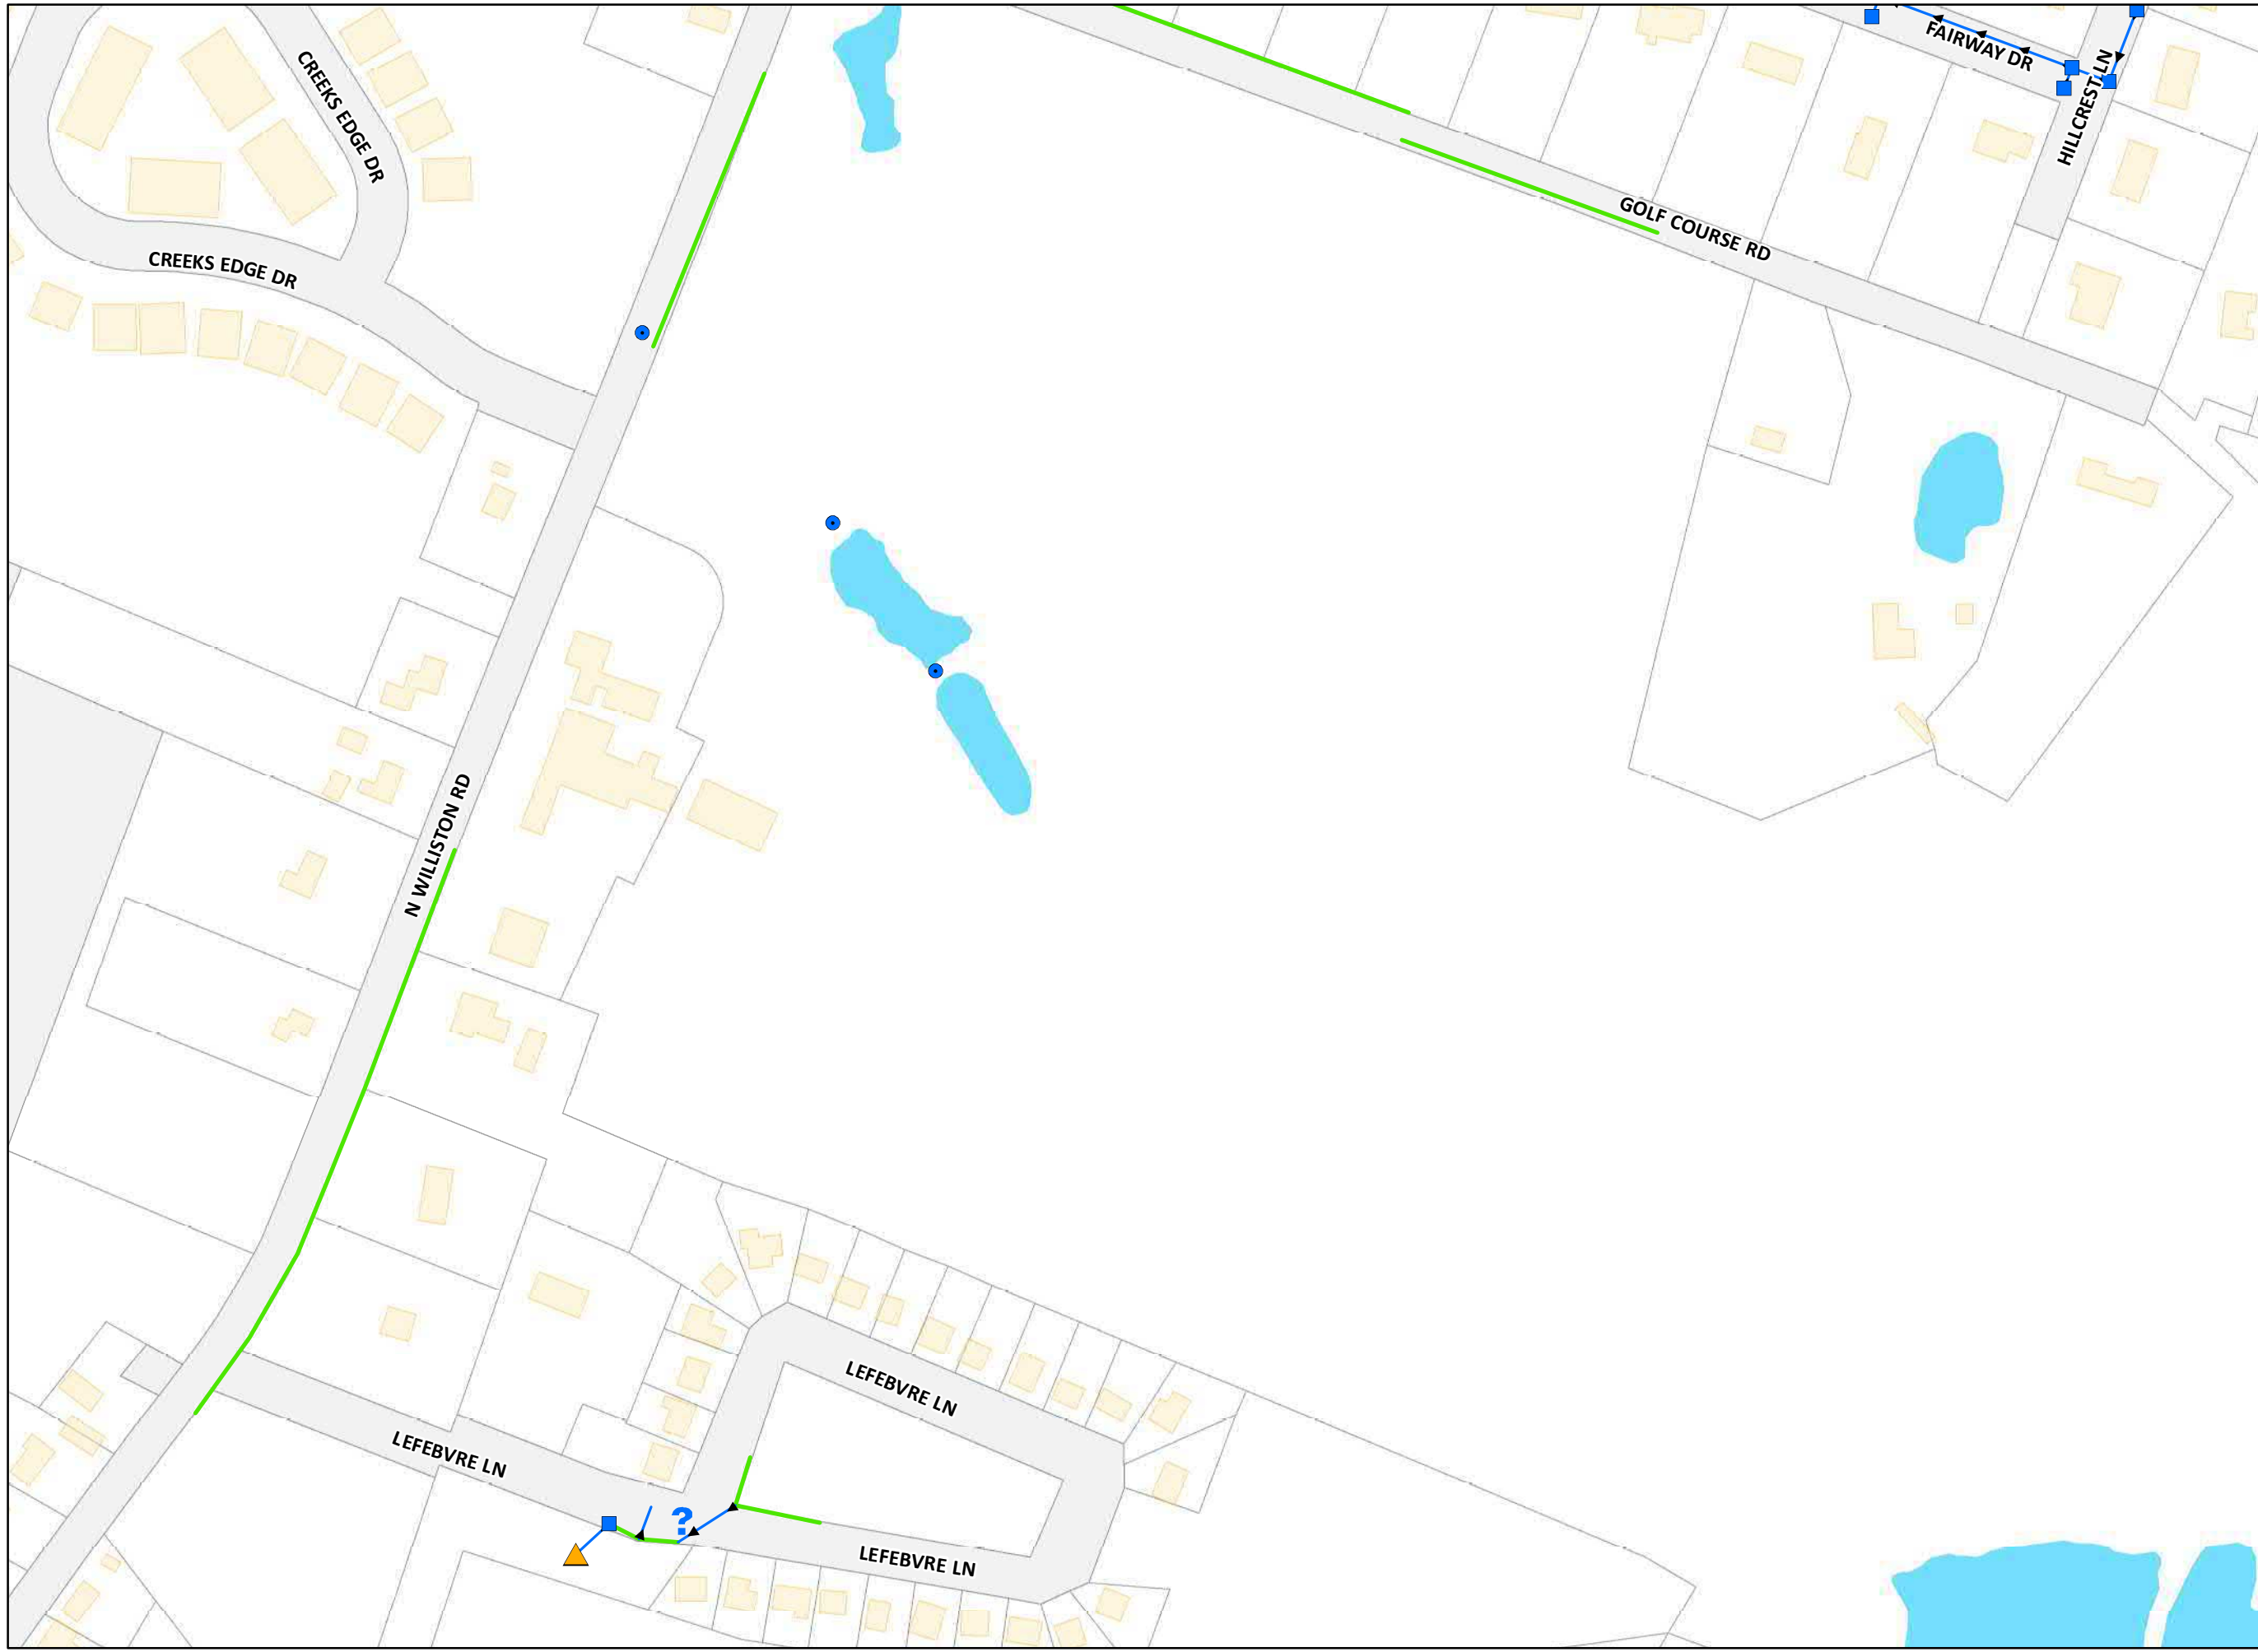 FAIRWAY DR
CREEKS EDGE DR
HILLCREST LN
GOLF COURSE RD
CREEKS EDGE DR
N WILLISTON RD
LEFEBVRE LN
LEFEBVRE LN
?
LEFEBVRE LN